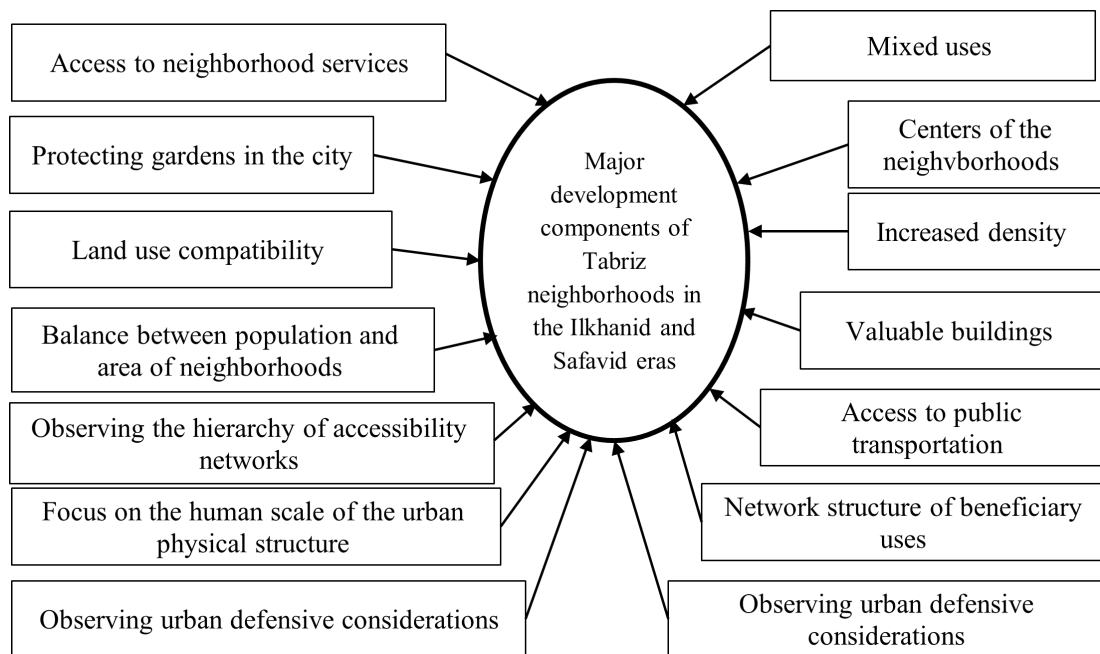 Access to neighborhood services
Protecting gardens in the city
Land use compatibility
Balance between population and
area of neighborhoods
Observing the hierarchy of accessibility
networks
Focus on the human scale of the urban
physical structure
Observing urban defensive considerations
Major
development
components of
Tabriz
neighborhoods in
the Ilkhanid and
Safavid eras
Mixed uses
Centers of the
neighvborhoods
Increased density
Valuable buildings
Access to public
transportation
Network structure of beneficiary
uses
Observing urban defensive
considerations